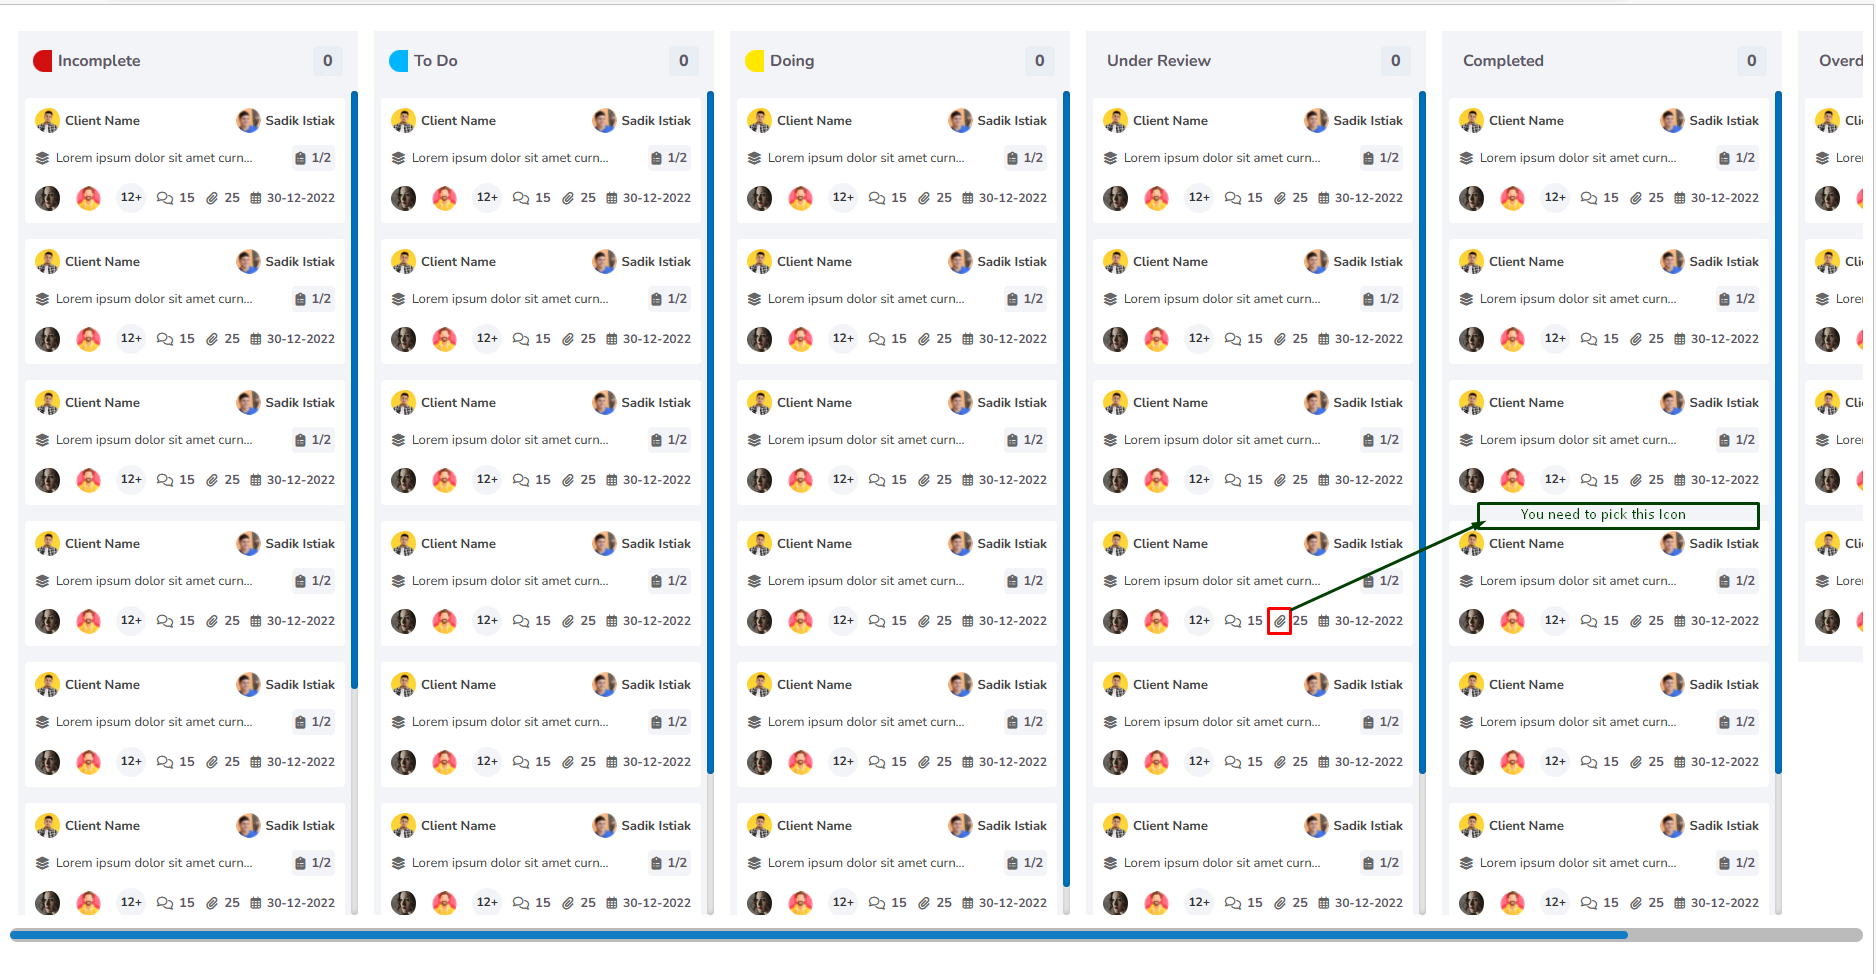 Incomplete 0
Client Name Sadik Istiak
Lorem ipsum dolor sit amet curn... 1/2
12+ 15 25 30-12-2022
Client Name Sadik Istiak
Lorem ipsum dolor sit amet curn... 1/2
12+ 15 25 30-12-2022
Client Name Sadik Istiak
Lorem ipsum dolor sit amet curn... 1/2
12+ 15 25 30-12-2022
Client Name Sadik Istiak
Lorem ipsum dolor sit amet curn... 1/2
12+ 15 25 30-12-2022
Client Name Sadik Istiak
Lorem ipsum dolor sit amet curn... 1/2
12+ 15 25 30-12-2022
Client Name Sadik Istiak
Lorem ipsum dolor sit amet curn... 1/2
12+ 15 25 30-12-2022
To Do 0
Client Name Sadik Istiak
Lorem ipsum dolor sit amet curn... 1/2
12+ 15 25 30-12-2022
Client Name Sadik Istiak
Lorem ipsum dolor sit amet curn... 1/2
12+ 15 25 30-12-2022
Client Name Sadik Istiak
Lorem ipsum dolor sit amet curn... 1/2
12+ 15 25 30-12-2022
Client Name Sadik Istiak
Lorem ipsum dolor sit amet curn... 1/2
12+ 15 25 30-12-2022
Client Name Sadik Istiak
Lorem ipsum dolor sit amet curn... 1/2
12+ 15 25 30-12-2022
Client Name Sadik Istiak
Lorem ipsum dolor sit amet curn... 1/2
12+ 15 25 30-12-2022
Doing 0
Client Name Sadik Istiak
Lorem ipsum dolor sit amet curn... 1/2
12+ 15 25 30-12-2022
Client Name Sadik Istiak
Lorem ipsum dolor sit amet curn... 1/2
12+ 15 25 30-12-2022
Client Name Sadik Istiak
Lorem ipsum dolor sit amet curn... 1/2
12+ 15 25 30-12-2022
Client Name Sadik Istiak
Lorem ipsum dolor sit amet curn... 1/2
12+ 15 25 30-12-2022
Client Name Sadik Istiak
Lorem ipsum dolor sit amet curn... 1/2
12+ 15 25 30-12-2022
Client Name Sadik Istiak
Lorem ipsum dolor sit amet curn... 1/2
12+ 15 25 30-12-2022
Under Review 0
Client Name Sadik Istiak
Lorem ipsum dolor sit amet curn... 1/2
12+ 15 25 30-12-2022
Client Name Sadik Istiak
Lorem ipsum dolor sit amet curn... 1/2
12+ 15 25 30-12-2022
Client Name Sadik Istiak
Lorem ipsum dolor sit amet curn... 1/2
12+ 15 25 30-12-2022
Client Name Sadik Istiak
Lorem ipsum dolor sit amet curn... 1/2
12+ 15 25 30-12-2022
Client Name Sadik Istiak
Lorem ipsum dolor sit amet curn... 1/2
12+ 15 25 30-12-2022
Client Name Sadik Istiak
Lorem ipsum dolor sit amet curn... 1/2
12+ 15 25 30-12-2022
Completed 0
Client Name Sadik Istiak
Lorem ipsum dolor sit amet curn... 1/2
12+ 15 25 30-12-2022
Client Name Sadik Istiak
Lorem ipsum dolor sit amet curn... 1/2
12+ 15 25 30-12-2022
Client Name Sadik Istiak
Lorem ipsum dolor sit amet curn... 1/2
12+ 15 25 30-12-2022
You need to pick this Icon
Client Name Sadik Istiak
Lorem ipsum dolor sit amet curn... 1/2
12+ 15 25 30-12-2022
Client Name Sadik Istiak
Lorem ipsum dolor sit amet curn... 1/2
12+ 15 25 30-12-2022
Client Name Sadik Istiak
Lorem ipsum dolor sit amet curn... 1/2
12+ 15 25 30-12-2022
Overd
Cli
Lore
Cli
Lore
Cli
Lore
Cli
Lore